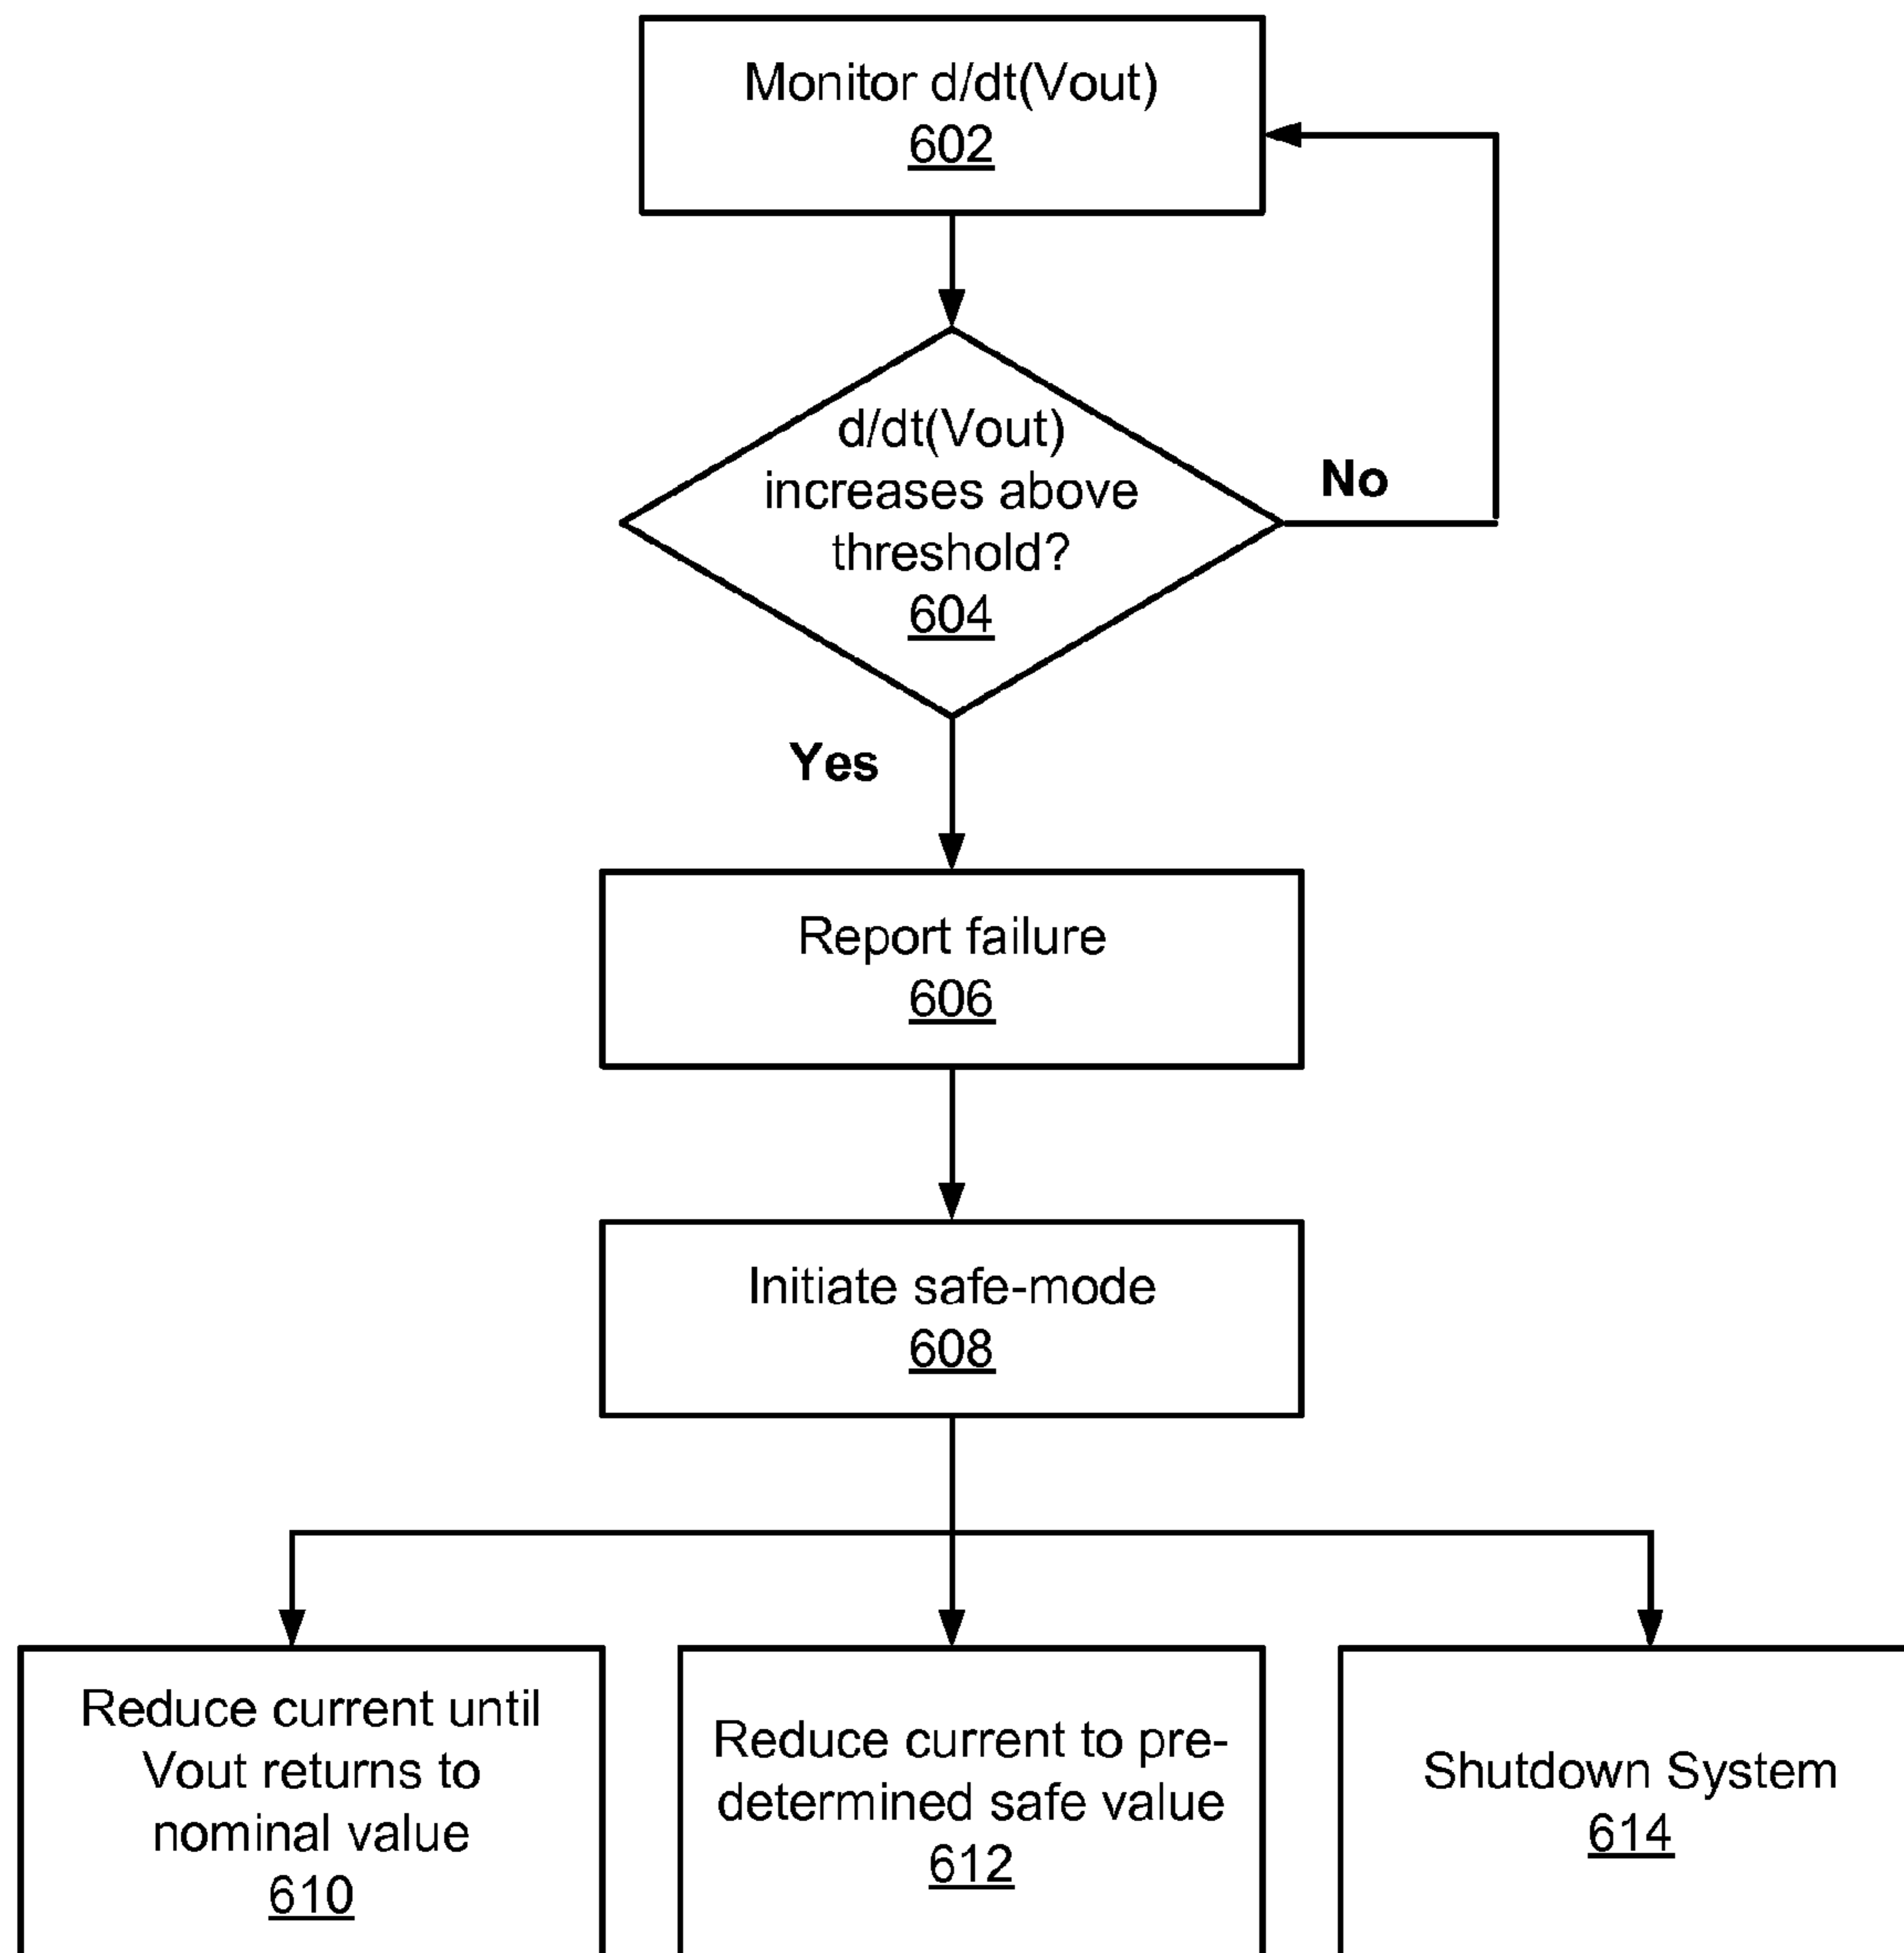 Monitor d/dt(Vout)
602
d/dt(Vout)
increases above
threshold?
604
No
Yes
Report failure
606
Initiate safe-mode
608
Reduce current until
Vout returns to
nominal value
610
Reduce current to pre-
determined safe value
612
Shutdown System
614